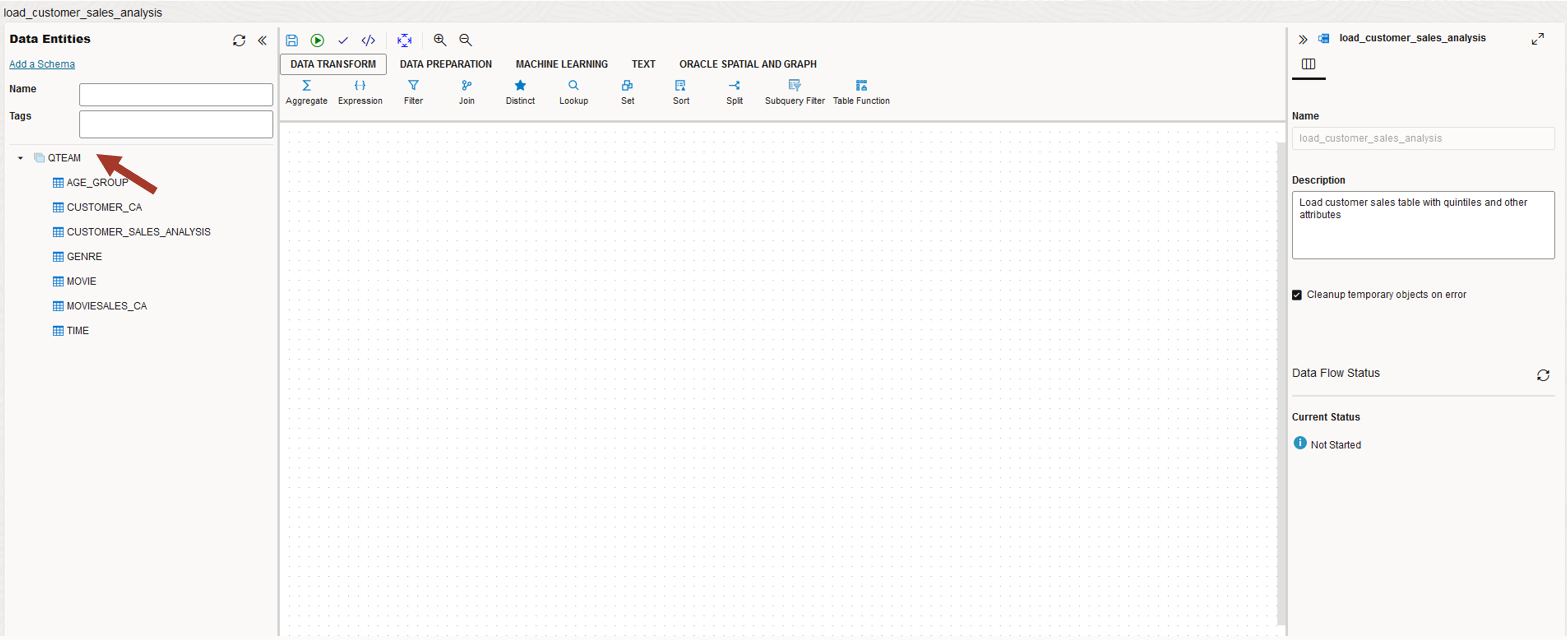 load_customer_sales_analysis
Data Entities
Add a Schema
Name
Tags
QTEAM
AGE_GROUP
CUSTOMER_CA
CUSTOMER_SALES_ANALYSIS
GENRE
MOVIE
MOVIESALES_CA
TIME
DATA TRANSFORM DATA PREPARATION MACHINE LEARNING TEXT ORACLE SPATIAL AND GRAPH
Aggregate Expression Filter Join Distinct Lookup Set Sort Split Subquery Filter Table Function
load_customer_sales_analysis
Name
load_customer_sales_analysis
Description
Load customer sales table with quintiles and other
attributes
Cleanup temporary objects on error
Data Flow Status
Current Status
Not Started